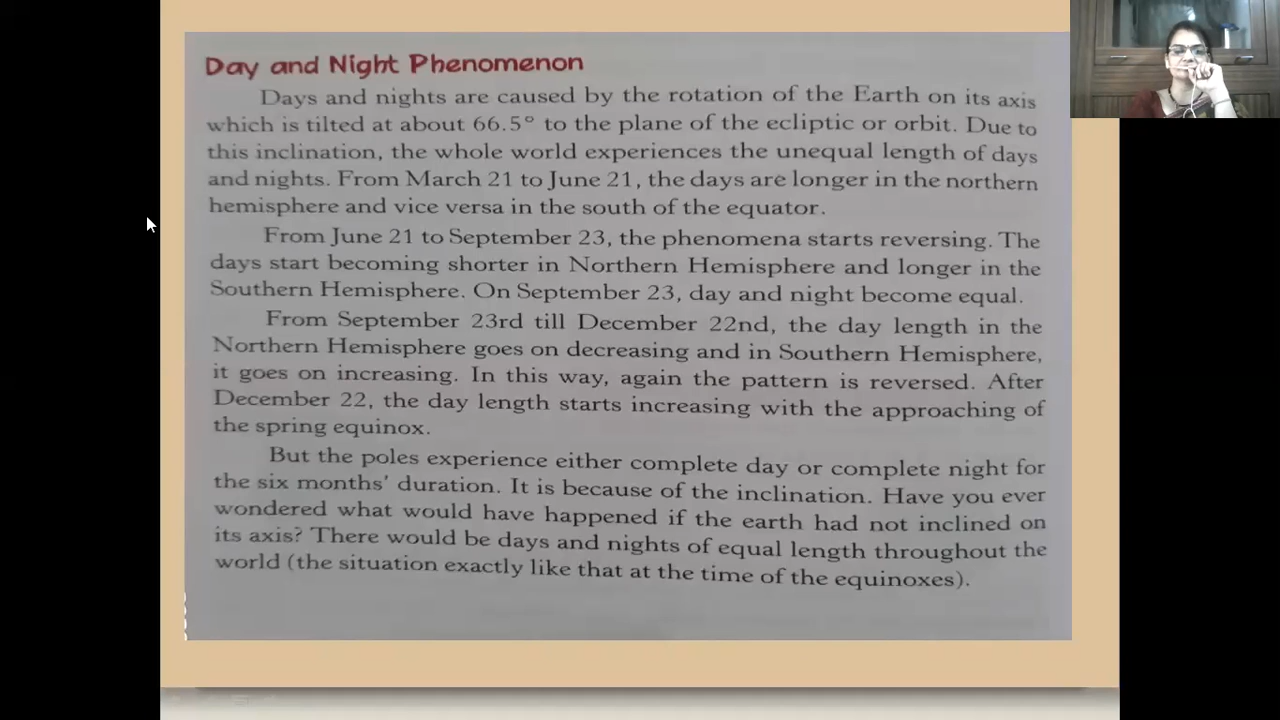 Day and Night Phenomenon
Days and nights are caused by the rotation of the Earth on its axis
which is tilted at about 66.5° to the plane of the ecliptic or orbit. Due to
this inclination, the whole world experiences the unequal length of days
and nights. From March 21 to June 21, the days are longer in the northern
hemisphere and vice versa in the south of the equator.
From June 21 to September 23, the phenomena starts reversing. The
days start becoming shorter in Northern Hemisphere and longer in the
Southern Hemisphere. On September 23, day and night become equal.
From September 23rd till December 22nd, the day length in the
Northern Hemisphere goes on decreasing and in Southern Hemisphere,
it goes on increasing. In this way, again the pattern is reversed. After
December 22, the day length starts increasing with the approaching of
the spring equinox.
But the poles experience either complete day or complete night for
the six months' duration. It is because of the inclination. Have you ever
wondered what would have happened if the earth had not inclined on
its axis? There would be days and nights of equal length throughout the
world (the situation exactly like that at the time of the equinoxes).